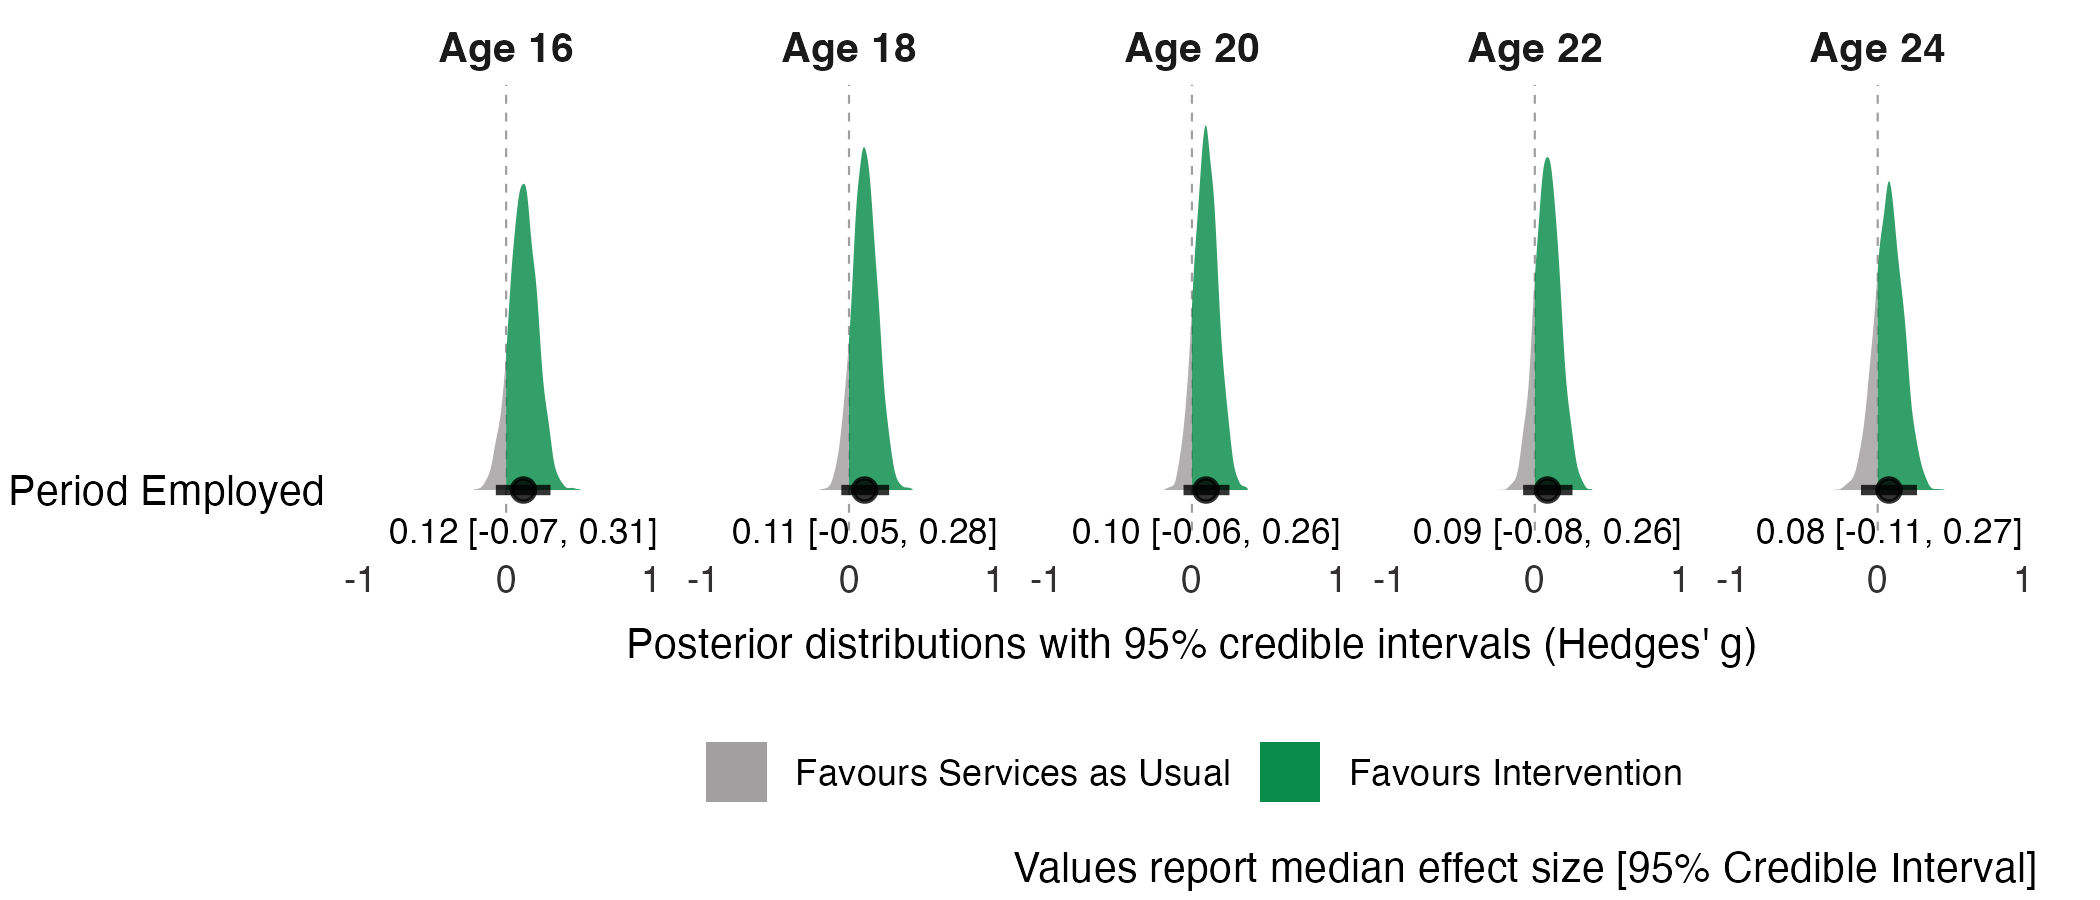 Age 16 Age 18 Age 20 Age 22 Age 24
Period Employed
0.12 [-0.07, 0.31] 0.11 [-0.05, 0.28] 0.10 [-0.06, 0.26] 0.09 [-0.08, 0.26] 0.08 [-0.11, 0.27]
-1 0 1 -1 0 1 -1 0 1 -1 0 1 -1 0 1
Posterior distributions with 95% credible intervals (Hedges' g)
Favours Services as Usual Favours Intervention
Values report median effect size [95% Credible Interval]